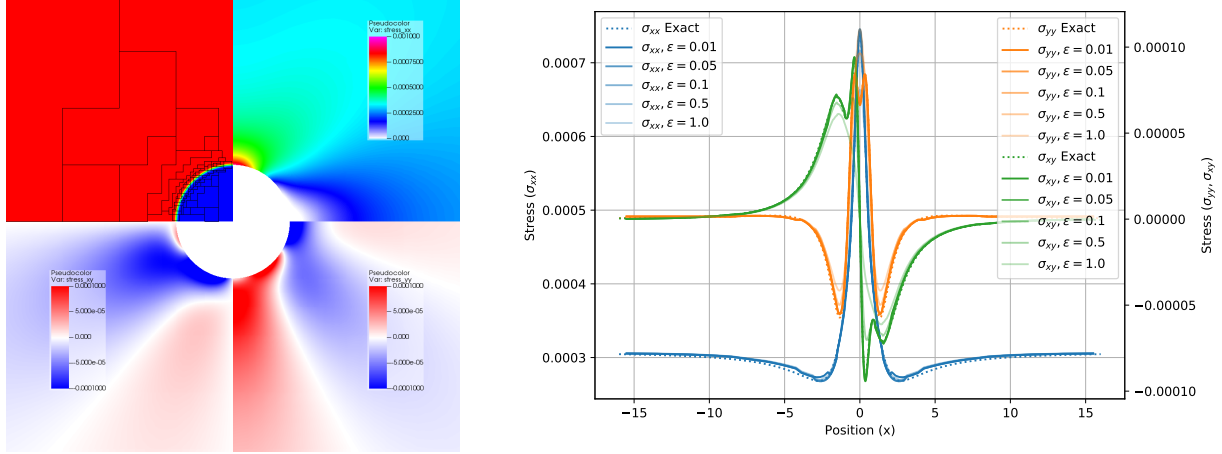 Pseudocolor
Var: stress_xx
0.001000
0.0007500
0.0005000
0.0002500
0.000
Pseudocolor
Var: stress_xy
0.0001000
5.000e-05
0.000
-5.000e-05
-0.0001000
Pseudocolor
Var: stress_yy
0.0001000
5.000e-05
0.000
-5.000e-05
-0.0001000
σxx Exact
σxx, ε = 0.01
σxx, ε = 0.05
σxx, ε = 0.1
σxx, ε = 0.5
σxx, ε = 1.0
σyy Exact
σyy, ε = 0.01
σyy, ε = 0.05
σyy, ε = 0.1
σyy, ε = 0.5
σyy, ε = 1.0
σxy Exact
σxy, ε = 0.01
σxy, ε = 0.05
σxy, ε = 0.1
σxy, ε = 0.5
σxy, ε = 1.0
Stress (σxx)
0.0007
0.0006
0.0005
0.0004
0.0003
Stress (σyy, σxy)
0.00010
0.00005
0.00000
−0.00005
−0.00010
−15
−10
−5
0
5
10
15
Position (x)